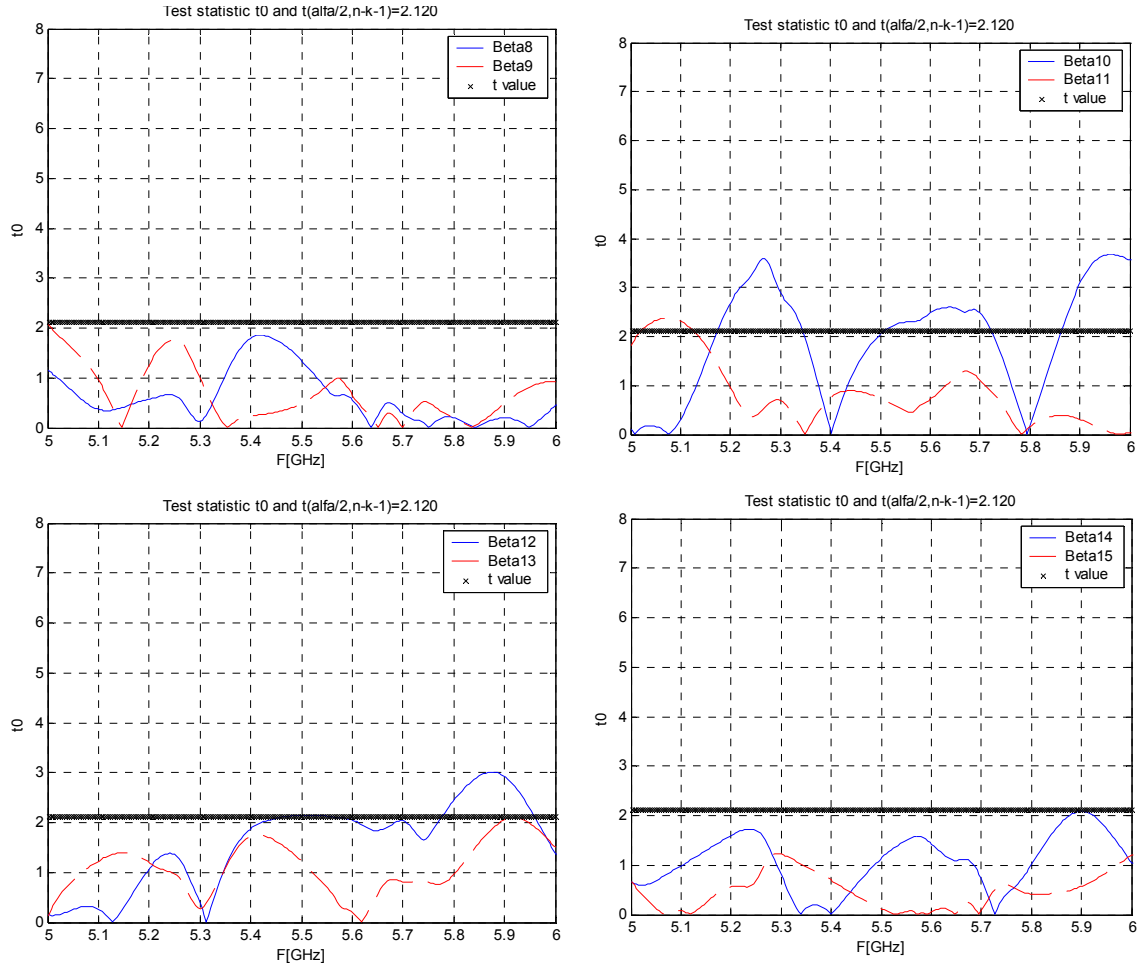 Test statistic t0 and t(alfa/2,n-k-1)=2.120
8
7
6
5
4
3
2
1
0
t0
5 5.1 5.2 5.3 5.4 5.5 5.6 5.7 5.8 5.9 6
F[GHz]
Beta8
Beta9
t value
Test statistic t0 and t(alfa/2,n-k-1)=2.120
8
7
6
5
4
3
2
1
0
t0
5 5.1 5.2 5.3 5.4 5.5 5.6 5.7 5.8 5.9 6
F[GHz]
Beta10
Beta11
t value
Test statistic t0 and t(alfa/2,n-k-1)=2.120
8
7
6
5
4
3
2
1
0
t0
5 5.1 5.2 5.3 5.4 5.5 5.6 5.7 5.8 5.9 6
F[GHz]
Beta12
Beta13
t value
Test statistic t0 and t(alfa/2,n-k-1)=2.120
8
7
6
5
4
3
2
1
0
t0
5 5.1 5.2 5.3 5.4 5.5 5.6 5.7 5.8 5.9 6
F[GHz]
Beta14
Beta15
t value